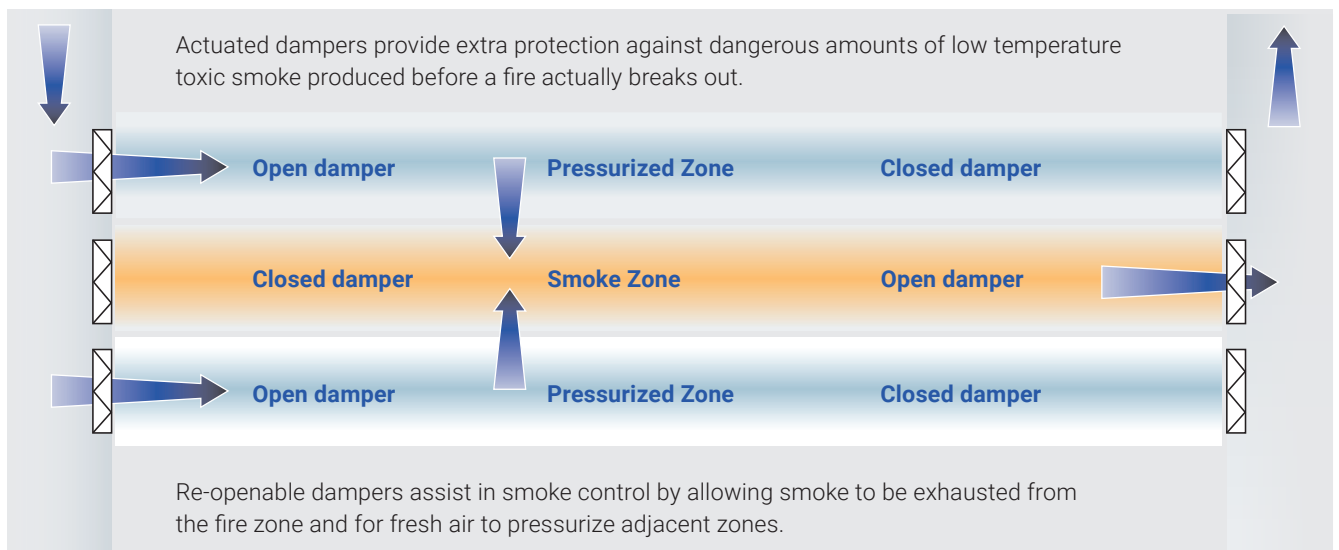 Actuated dampers provide extra protection against dangerous amounts of low temperature
toxic smoke produced before a fire actually breaks out.
Open damper Pressurized Zone Closed damper
Closed damper Smoke Zone Open damper
Open damper Pressurized Zone Closed damper
Re-openable dampers assist in smoke control by allowing smoke to be exhausted from
the fire zone and for fresh air to pressurize adjacent zones.